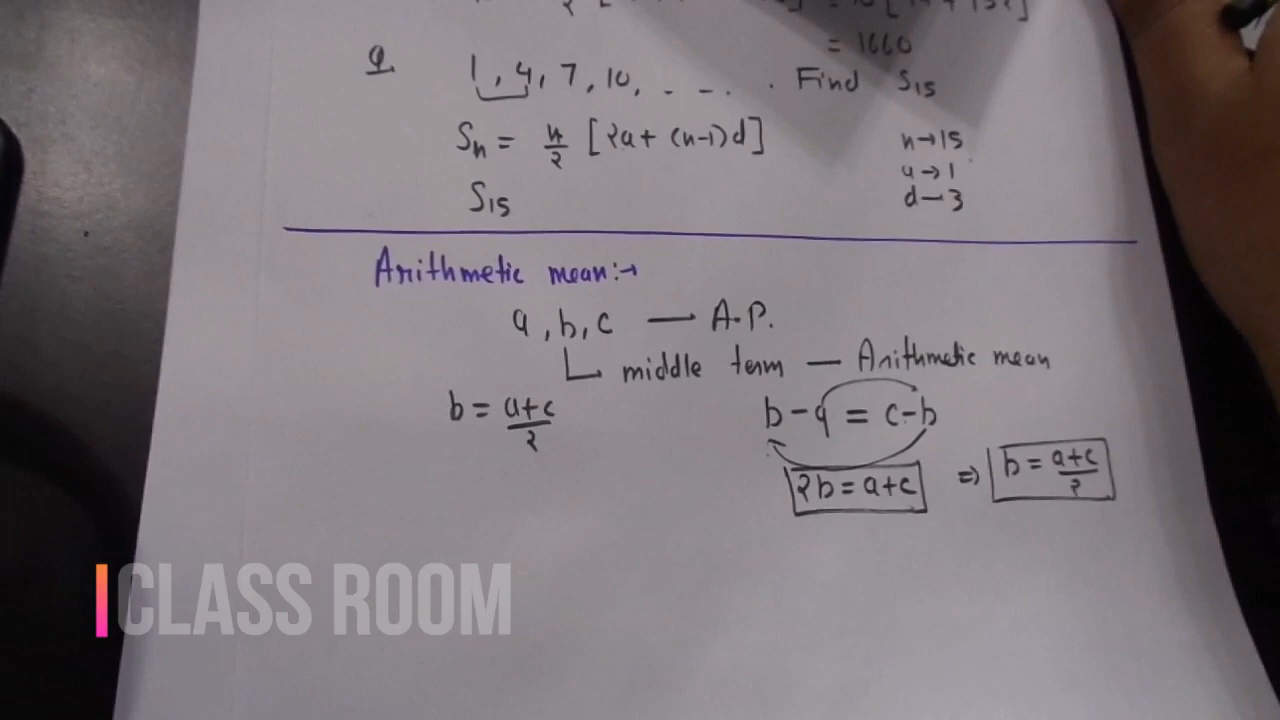 = 1660
Q 1, 4, 7, 10, - - - . . Find S15
Sn = n/2 [2a + (n-1)d] n→15
a→1
S15 d—3
Arithmetic mean:→
a, b, c — A.P.
middle term — Arithmetic mean
b = a+c/2 b-a = c-b
2b = a+c ⇒ b = a+c/2
CLASS ROOM